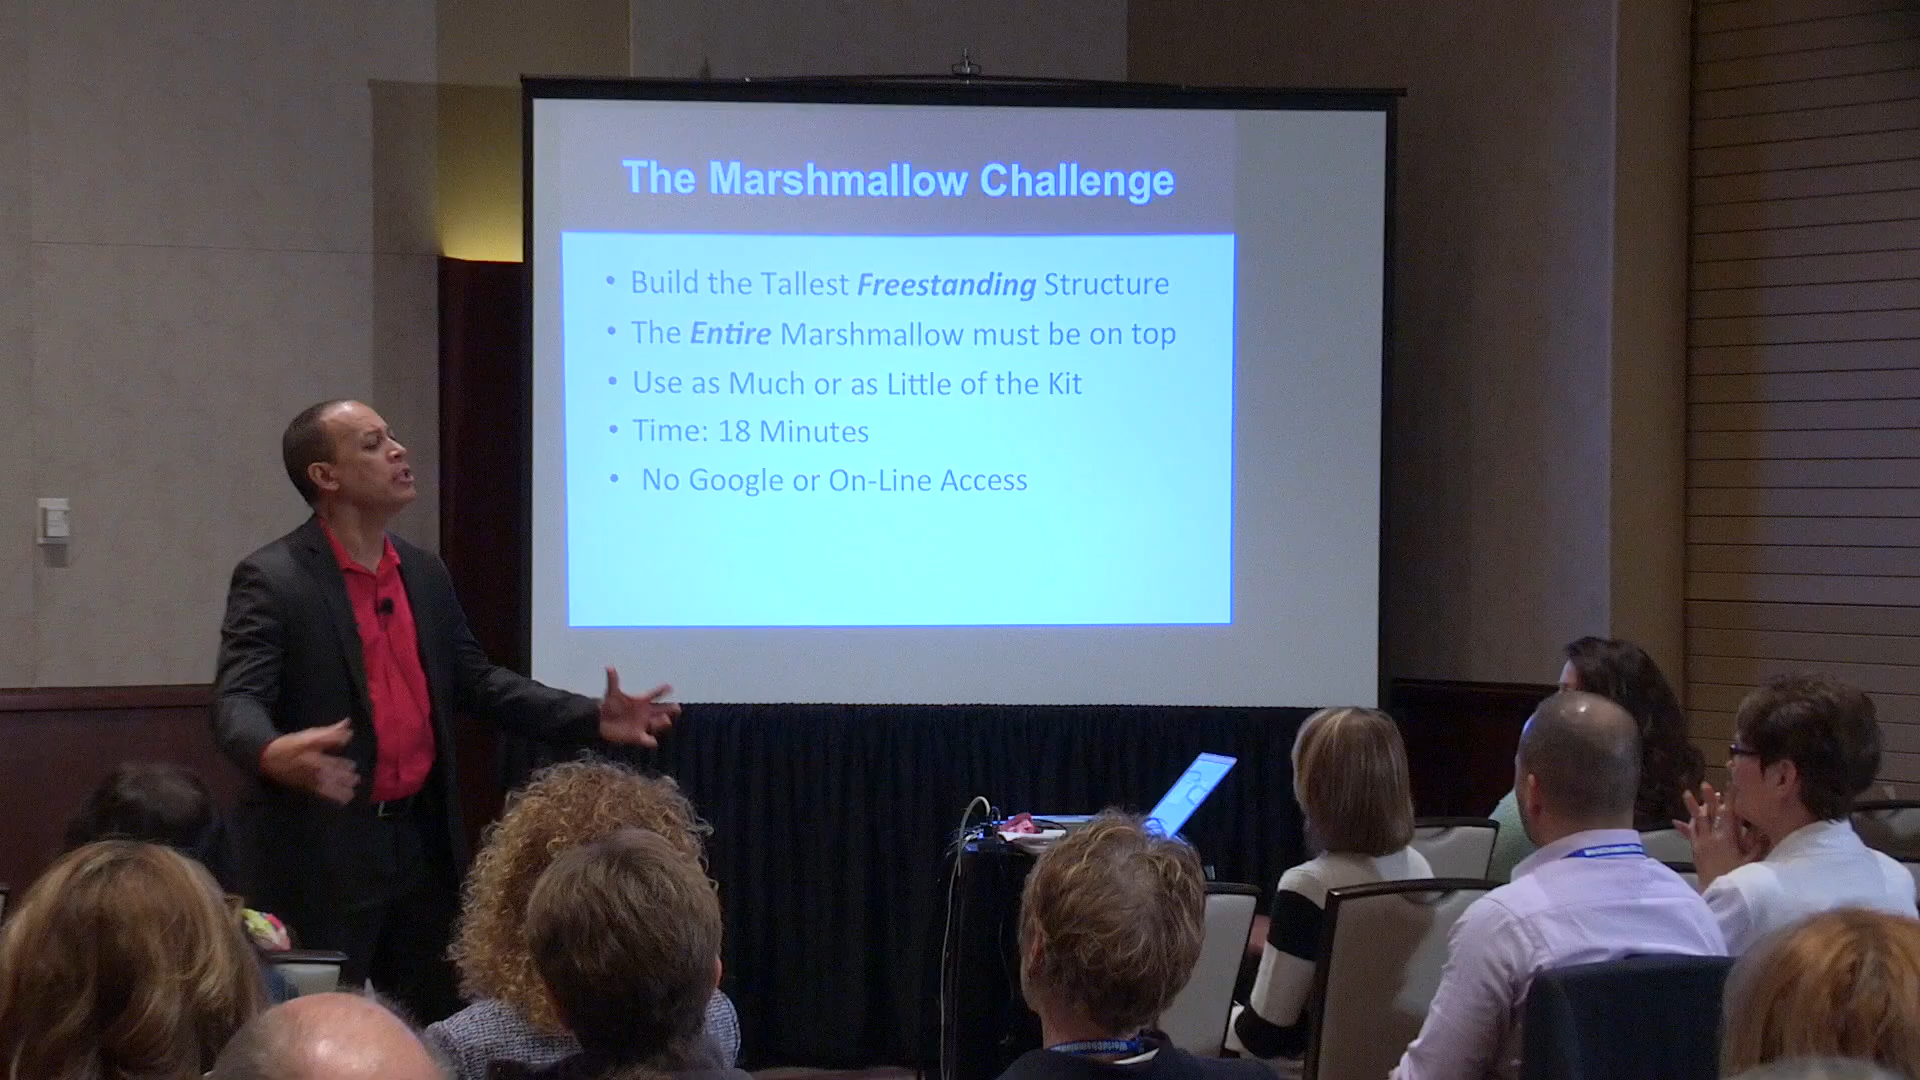 The Marshmallow Challenge
• Build the Tallest Freestanding Structure
• The Entire Marshmallow must be on top
• Use as Much or as Little of the Kit
• Time: 18 Minutes
• No Google or On-Line Access